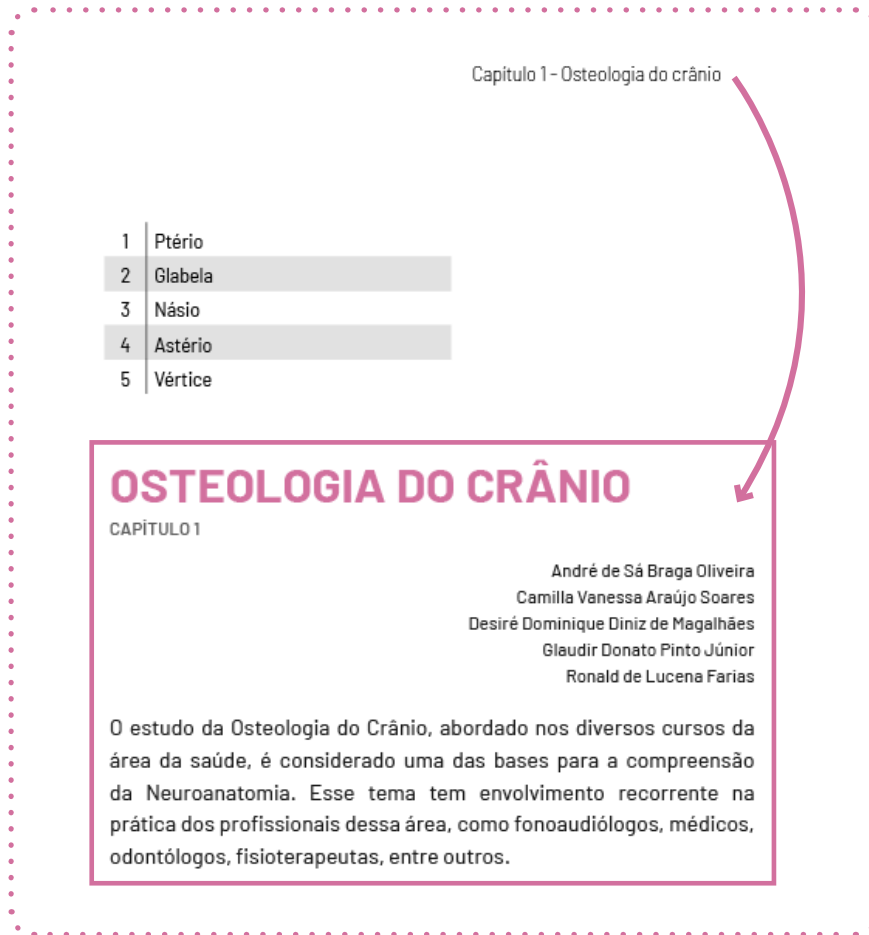 Capítulo 1 - Osteologia do crânio
1 Ptério
2 Glabela
3 Násio
4 Astério
5 Vértice
OSTEOLOGIA DO CRÂNIO
CAPÍTULO 1
André de Sá Braga Oliveira
Camilla Vanessa Araújo Soares
Desiré Dominique Diniz de Magalhães
Glaudir Donato Pinto Júnior
Ronald de Lucena Farias
O estudo da Osteologia do Crânio, abordado nos diversos cursos da
área da saúde, é considerado uma das bases para a compreensão
da Neuroanatomia. Esse tema tem envolvimento recorrente na
prática dos profissionais dessa área, como fonoaudiólogos, médicos,
odontólogos, fisioterapeutas, entre outros.